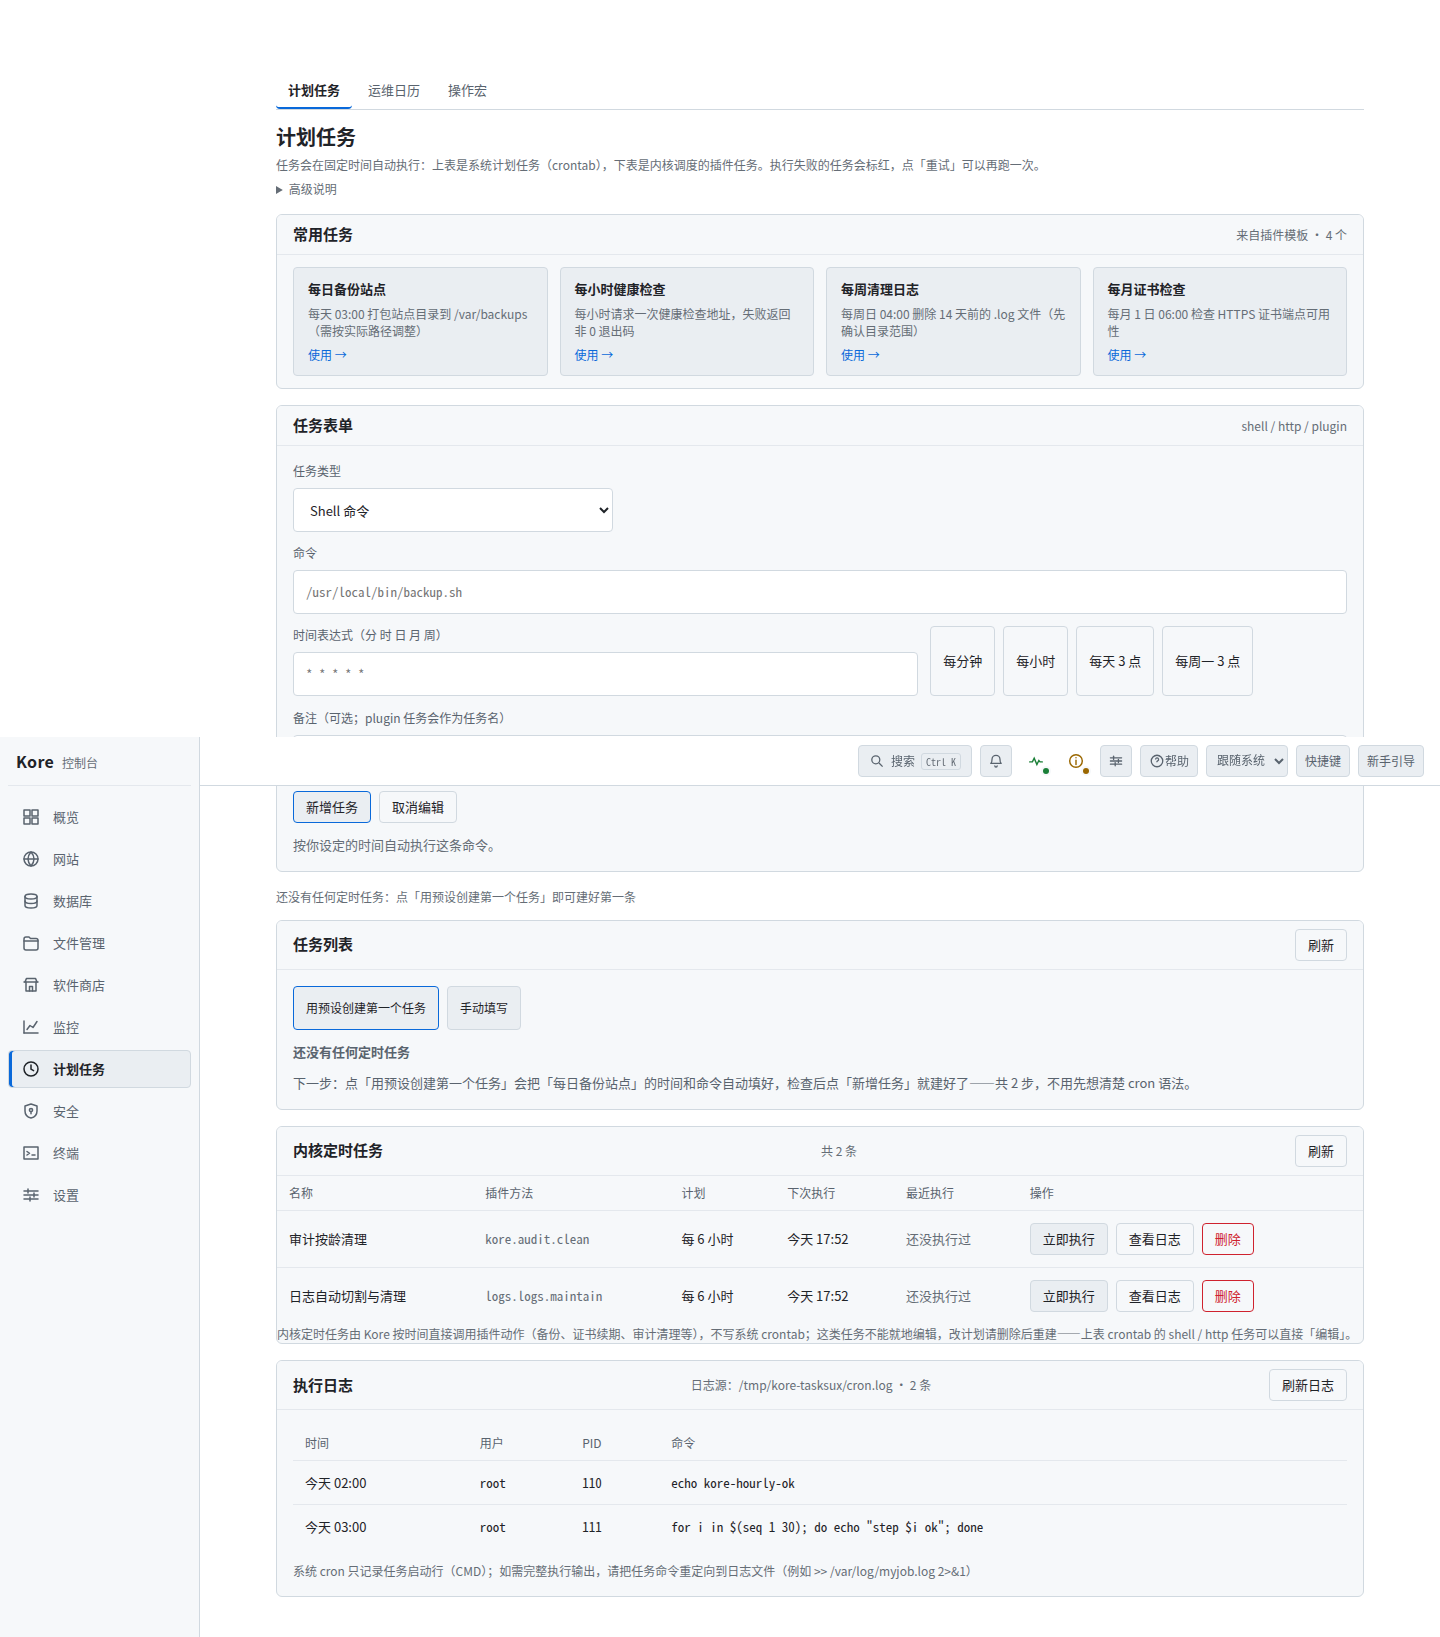 计划任务
运维日历
操作宏
计划任务
任务会在固定时间自动执行：上表是系统计划任务（crontab），下表是内核调度的插件任务。执行失败的任务会标红，点「重试」可以再跑一次。
高级说明
常用任务
来自插件模板 · 4 个
每日备份站点
每天 03:00 打包站点目录到 /var/backups
（需按实际路径调整）
使用 →
每小时健康检查
每小时请求一次健康检查地址，失败返回
非 0 退出码
使用 →
每周清理日志
每周日 04:00 删除 14 天前的 .log 文件（先
确认目录范围）
使用 →
每月证书检查
每月 1 日 06:00 检查 HTTPS 证书端点可用
性
使用 →
任务表单
shell / http / plugin
任务类型
Shell 命令
命令
/usr/local/bin/backup.sh
时间表达式（分 时 日 月 周）
* * * * *
每分钟
每小时
每天 3 点
每周一 3 点
备注（可选；plugin 任务会作为任务名）
Kore 控制台
搜索 Ctrl K
帮助
跟随系统
快捷键
新手引导
概览
网站
数据库
文件管理
软件商店
监控
计划任务
安全
终端
设置
新增任务
取消编辑
按你设定的时间自动执行这条命令。
还没有任何定时任务：点「用预设创建第一个任务」即可建好第一条
任务列表
刷新
用预设创建第一个任务
手动填写
还没有任何定时任务
下一步：点「用预设创建第一个任务」会把「每日备份站点」的时间和命令自动填好，检查后点「新增任务」就建好了——共 2 步，不用先想清楚 cron 语法。
内核定时任务
共 2 条
刷新
名称 插件方法 计划 下次执行 最近执行 操作
审计按龄清理 kore.audit.clean 每 6 小时 今天 17:52 还没执行过 立即执行 查看日志 删除
日志自动切割与清理 logs.logs.maintain 每 6 小时 今天 17:52 还没执行过 立即执行 查看日志 删除
内核定时任务由 Kore 按时间直接调用插件动作（备份、证书续期、审计清理等），不写系统 crontab；这类任务不能就地编辑，改计划请删除后重建——上表 crontab 的 shell / http 任务可以直接「编辑」。
执行日志
日志源：/tmp/kore-tasksux/cron.log · 2 条
刷新日志
时间 用户 PID 命令
今天 02:00 root 110 echo kore-hourly-ok
今天 03:00 root 111 for i in $(seq 1 30); do echo "step $i ok"; done
系统 cron 只记录任务启动行（CMD）；如需完整执行输出，请把任务命令重定向到日志文件（例如 >> /var/log/myjob.log 2>&1）